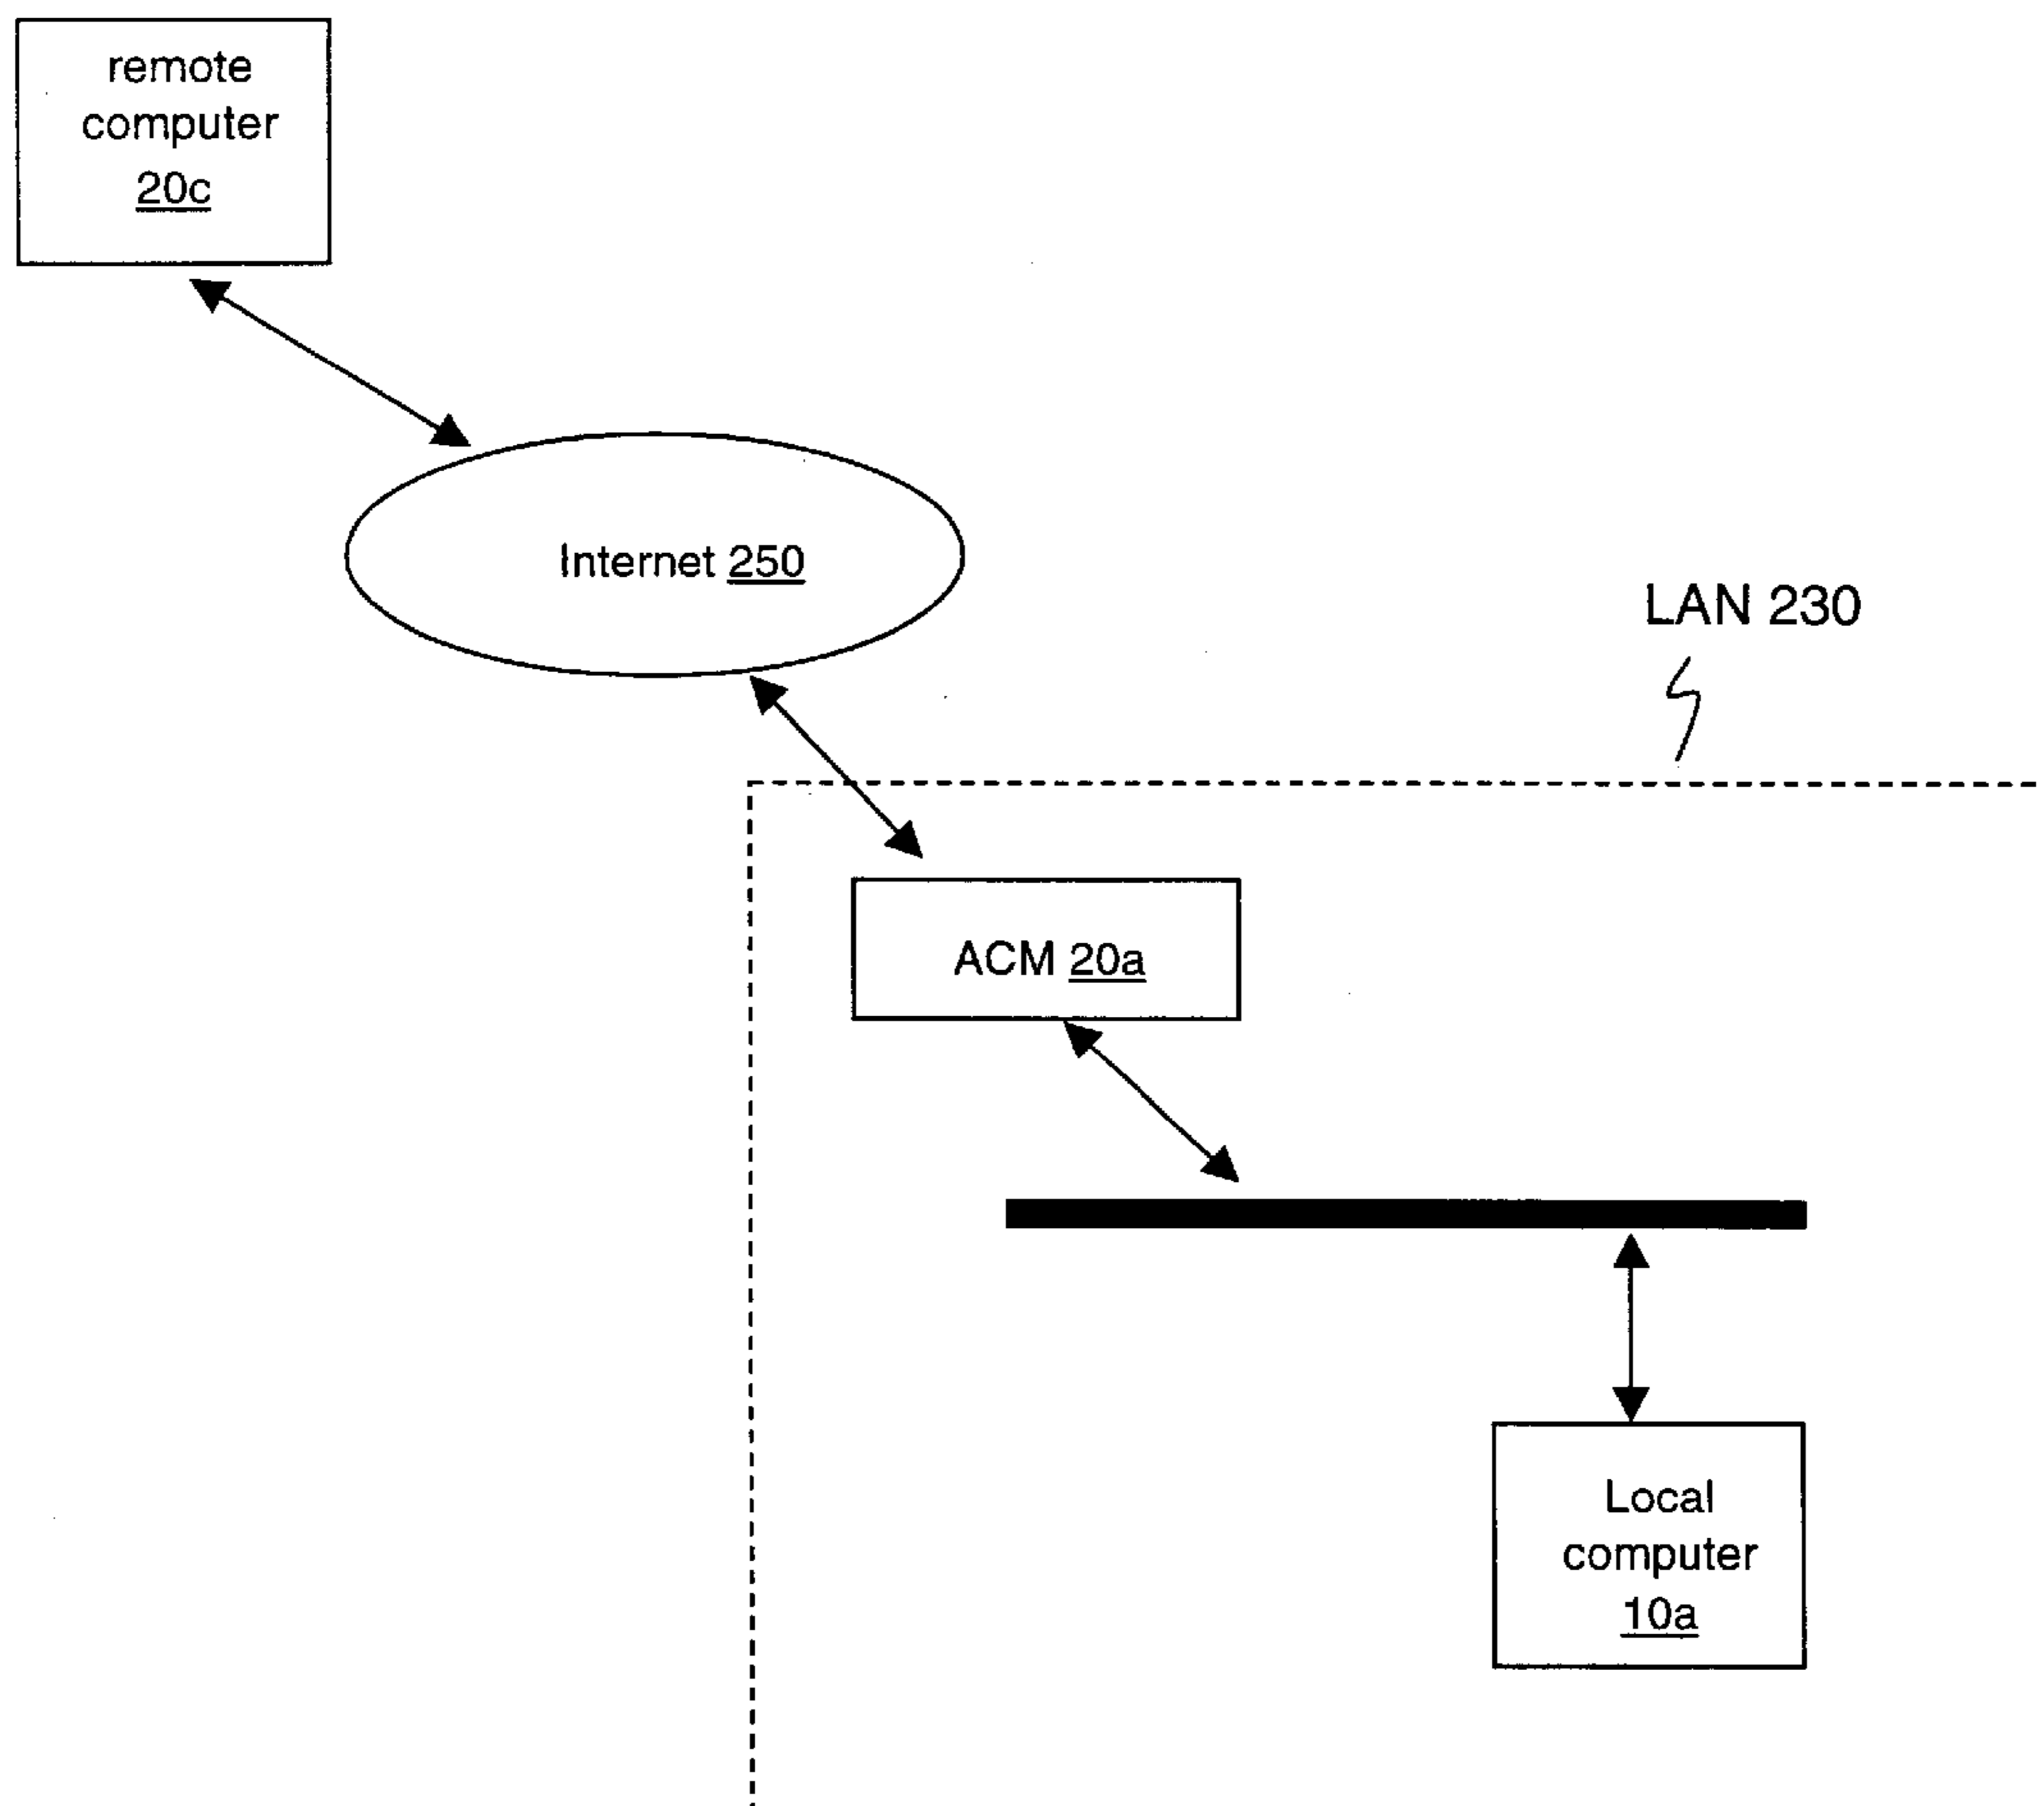 remote
computer
20c
Internet 250
LAN 230
ACM 20a
Local
computer
10a